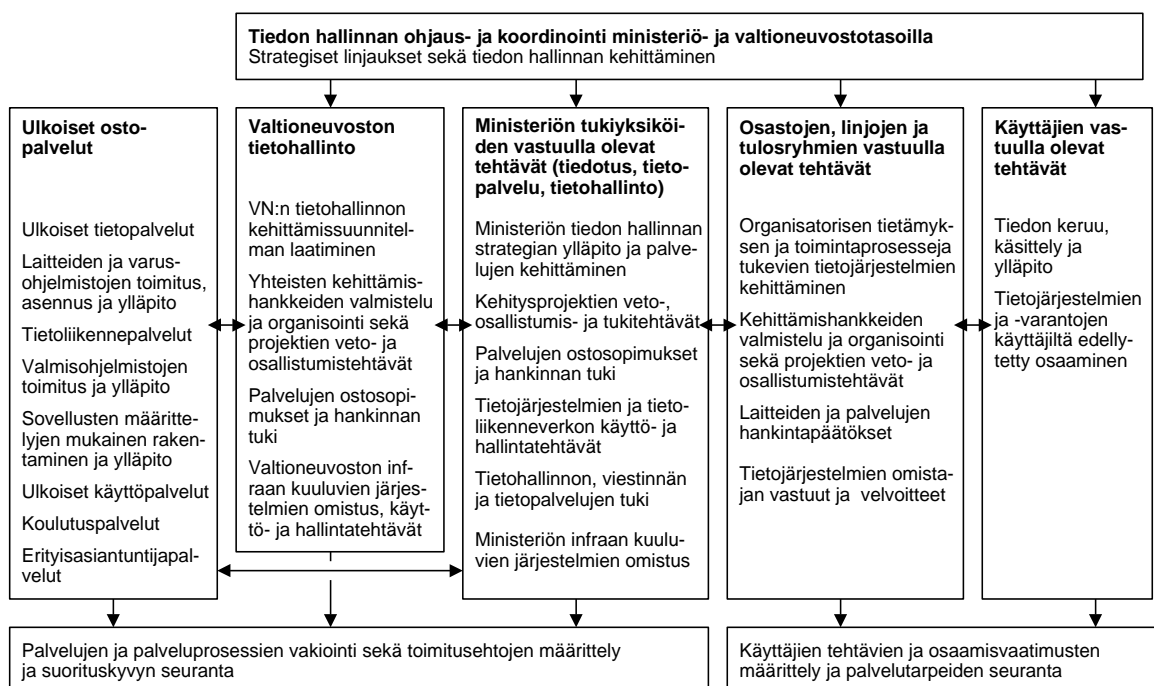 Tiedon hallinnan ohjaus- ja koordinointi ministeriö- ja valtioneuvostotasoilla
Strategiset linjaukset sekä tiedon hallinnan kehittäminen
Ulkoiset osto-
palvelut
Ulkoiset tietopalvelut
Laitteiden ja varus-
ohjelmistojen toimitus,
asennus ja ylläpito
Tietoliikennepalvelut
Valmisohjelmistojen
toimitus ja ylläpito
Sovellusten määritte-
lyjen mukainen raken-
taminen ja ylläpito
Ulkoiset käyttöpalvelut
Koulutuspalvelut
Erityisasiantuntijapal-
velut
Valtioneuvoston
tietohallinto
VN:n tietohallinnon
kehittämissuunnitel-
man laatiminen
Yhteisten kehittämis-
hankkeiden valmistelu
ja organisointi sekä
projektien veto- ja
osallistumistehtävät
Palvelujen ostosopi-
mukset ja hankinnan
tuki
Valtioneuvoston inf-
raan kuuluvien järjes-
telmien omistus, käyt-
tö- ja hallintatehtävät
Ministeriön tukiyksiköi-
den vastuulla olevat
tehtävät (tiedotus, tieto-
palvelu, tietohallinto)
Ministeriön tiedon hallinnan
strategian ylläpito ja palve-
lujen kehittäminen
Kehitysprojektien veto-,
osallistumis- ja tukitehtävät
Palvelujen ostosopimukset
ja hankinnan tuki
Tietojärjestelmien ja tieto-
liikenneverkon käyttö- ja
hallintatehtävät
Tietohallinnon, viestinnän
ja tietopalvelujen tuki
Ministeriön infraan kuulu-
vien järjestelmien omistus
Osastojen, linjojen ja
tulosryhmien vastuulla
olevat tehtävät
Organisatorisen tietämyk-
sen ja toimintaprosesseja
tukevien tietojärjestelmien
kehittäminen
Kehittämishankkeiden
valmistelu ja organisointi
sekä projektien veto- ja
osallistumistehtävät
Laitteiden ja palvelujen
hankintapäätökset
Tietojärjestelmien omista-
jan vastuut ja velvoitteet
Käyttäjien vas-
tuulla olevat
tehtävät
Tiedon keruu,
käsittely ja
ylläpito
Tietojärjestelmien
ja -varantojen
käyttäjiltä edelly-
tetty osaaminen
Palvelujen ja palveluprosessien vakiointi sekä toimitusehtojen määrittely
ja suorituskyvyn seuranta
Käyttäjien tehtävien ja osaamisvaatimusten
määrittely ja palvelutarpeiden seuranta